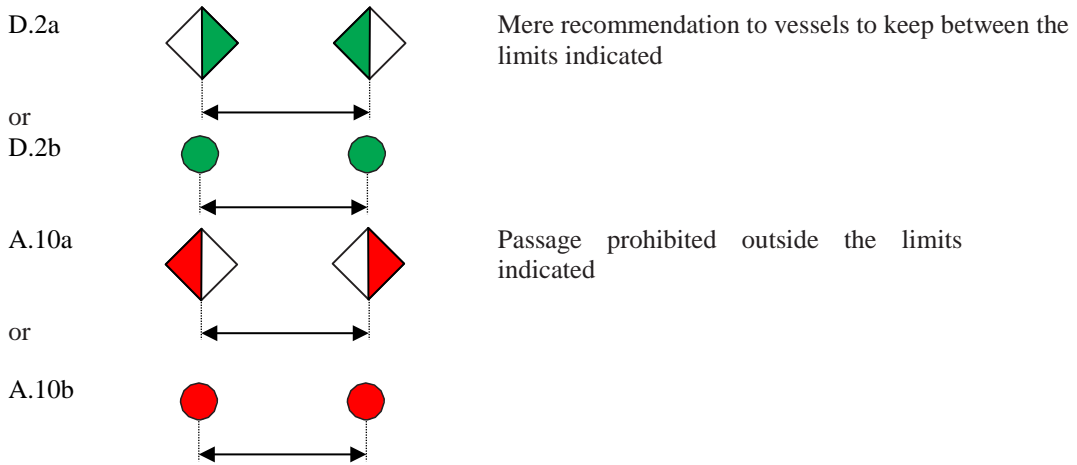 D.2a
Mere recommendation to vessels to keep between the
limits indicated
or
D.2b
A.10a
Passage prohibited outside the limits
indicated
or
A.10b